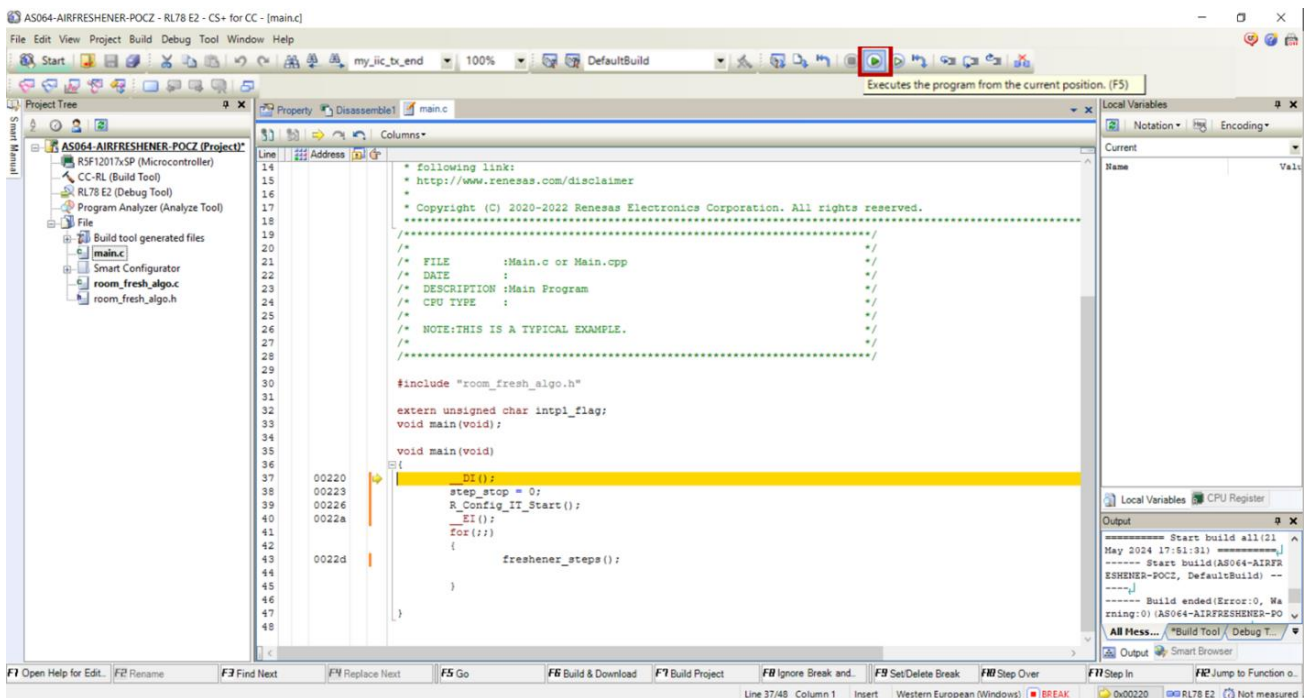 AS064-AIRFRESHENER-POCZ - RL78 E2 - CS+ for CC - [main.c]
File Edit View Project Build Debug Tool Window Help
Start my_iic_tx_end 100% DefaultBuild
Executes the program from the current position. (F5)
Smart Manual
Project Tree
AS064-AIRFRESHENER-POCZ (Project)*
R5F12017xSP (Microcontroller)
CC-RL (Build Tool)
RL78 E2 (Debug Tool)
Program Analyzer (Analyze Tool)
File
Build tool generated files
main.c
Smart Configurator
room_fresh_algo.c
room_fresh_algo.h
Property Disassemble1 main.c
Columns
Line Address
14 * following link:
15 * http://www.renesas.com/disclaimer
16 *
17 * Copyright (C) 2020-2022 Renesas Electronics Corporation. All rights reserved.
18 ********************************************************************************
19 /***********************************************************************/
20 /* */
21 /* FILE :Main.c or Main.cpp */
22 /* DATE : */
23 /* DESCRIPTION :Main Program */
24 /* CPU TYPE : */
25 /* */
26 /* NOTE:THIS IS A TYPICAL EXAMPLE. */
27 /* */
28 /***********************************************************************/
29
30 #include "room_fresh_algo.h"
31
32 extern unsigned char intp1_flag;
33 void main(void);
34
35 void main(void)
36 {
37 00220 __DI();
38 00223 step_stop = 0;
39 00226 R_Config_IT_Start();
40 0022a __EI();
41 for(;;)
42 {
43 0022d freshener_steps();
44
45 }
46
47 }
48
Local Variables
Notation Encoding
Current
Name Valu
Local Variables CPU Register
Output
========== Start build all(21
May 2024 17:51:31) ==========
------ Start build(AS064-AIRFR
ESHENER-POCZ, DefaultBuild) --
----
------ Build ended(Error:0, Wa
rning:0)(AS064-AIRFRESHENER-PO
All Mess... *Build Tool Debug T...
Output Smart Browser
F1 Open Help for Edit.. F2 Rename F3 Find Next F4 Replace Next F5 Go F6 Build & Download F7 Build Project F8 Ignore Break and.. F9 Set/Delete Break F10 Step Over F11 Step In F12 Jump to Function o..
Line 37/48 Column 1 Insert Western European (Windows) BREAK 0x00220 RL78 E2 Not measured